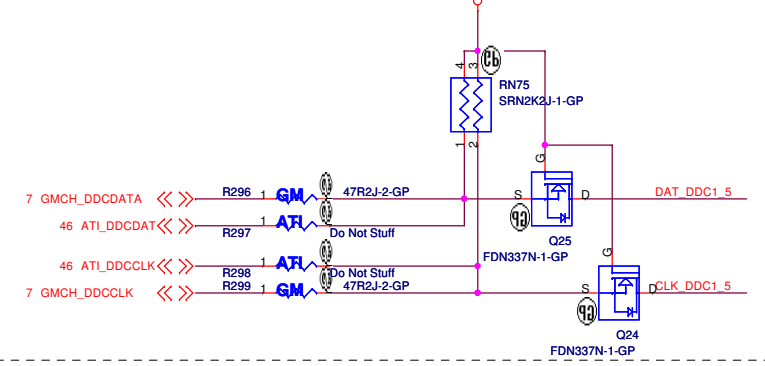 4 3
RN75
SRN2K2J-1-GP
1 2
G
7 GMCH_DDCDATA R296 1 GM 47R2J-2-GP S D DAT_DDC1_5
46 ATI_DDCDAT R297 1 ATI Do Not Stuff
Q25
FDN337N-1-GP
G
46 ATI_DDCCLK R298 1 ATI Do Not Stuff
7 GMCH_DDCCLK R299 1 GM 47R2J-2-GP S D CLK_DDC1_5
Q24
FDN337N-1-GP